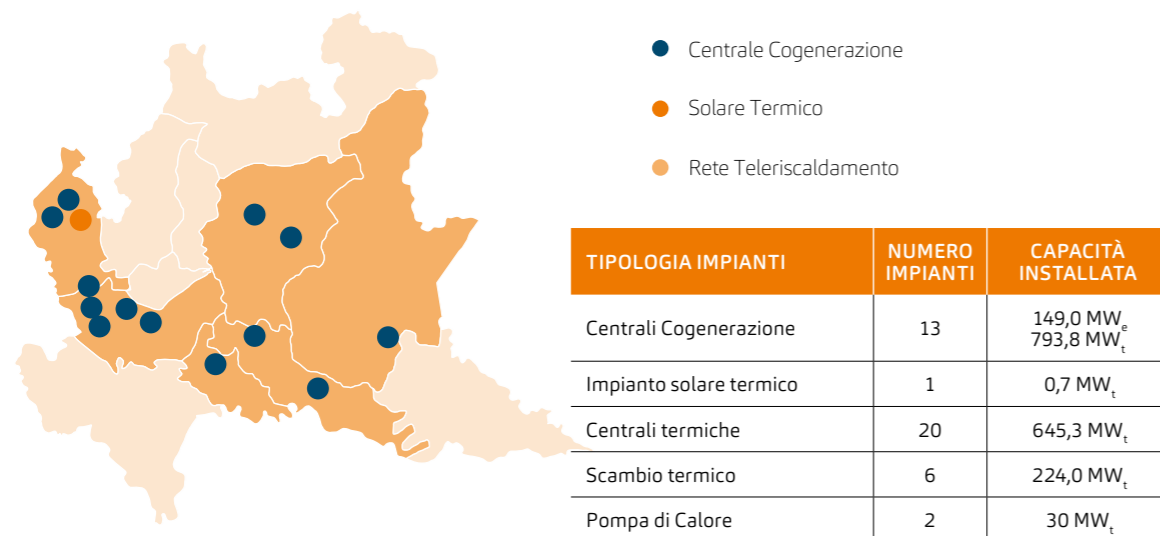 Centrale Cogenerazione
Solare Termico
Rete Teleriscaldamento
TIPOLOGIA IMPIANTI NUMERO IMPIANTI CAPACITÀ INSTALLATA
Centrali Cogenerazione 13 149,0 MWe 793,8 MWt
Impianto solare termico 1 0,7 MWt
Centrali termiche 20 645,3 MWt
Scambio termico 6 224,0 MWt
Pompa di Calore 2 30 MWt